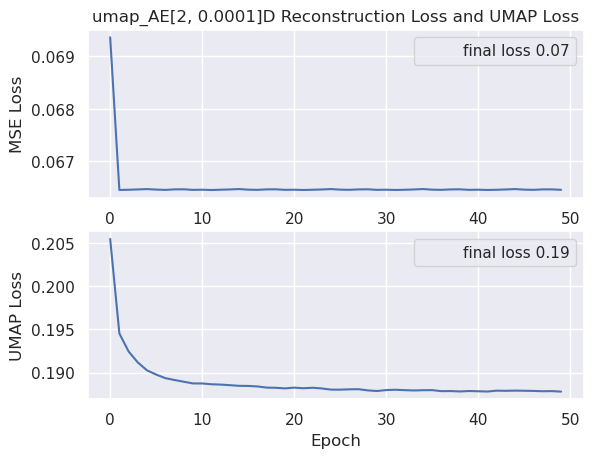 umap_AE[2, 0.0001]D Reconstruction Loss and UMAP Loss
final loss 0.07
MSE Loss
0.069
0.068
0.067
0 10 20 30 40 50
final loss 0.19
UMAP Loss
0.205
0.200
0.195
0.190
0 10 20 30 40 50
Epoch